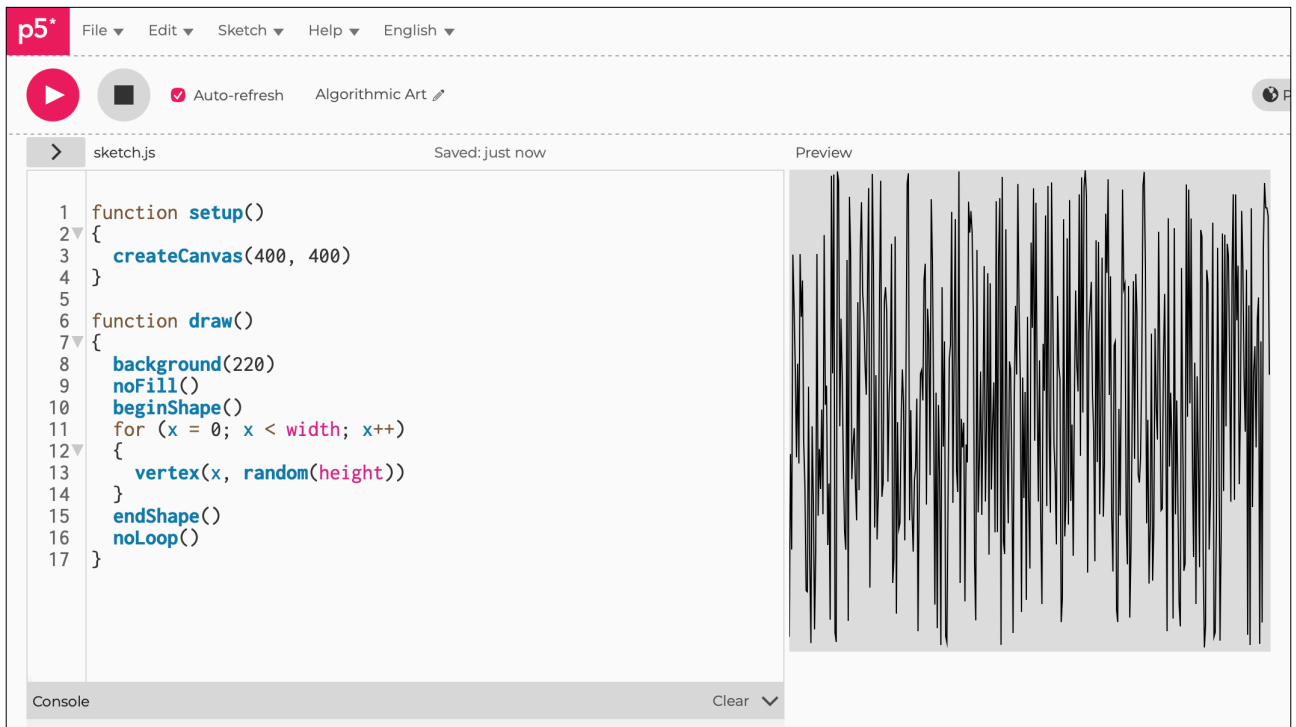 p5* File Edit Sketch Help English
Auto-refresh Algorithmic Art P
sketch.js Saved: just now Preview
1 function setup()
2 {
3   createCanvas(400, 400)
4 }
5
6 function draw()
7 {
8   background(220)
9   noFill()
10   beginShape()
11   for (x = 0; x < width; x++)
12   {
13     vertex(x, random(height))
14   }
15   endShape()
16   noLoop()
17 }
Console Clear